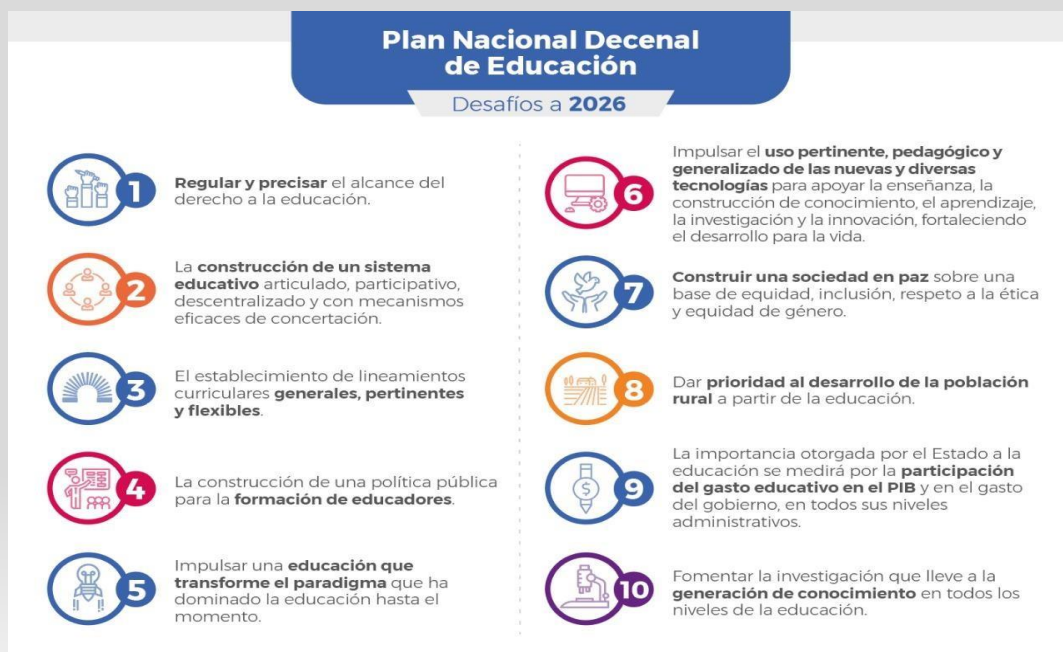 Plan Nacional Decenal
de Educación
Desafíos a 2026
1
Regular y precisar el alcance del
derecho a la educación.
2
La construcción de un sistema
educativo articulado, participativo,
descentralizado y con mecanismos
eficaces de concertación.
3
El establecimiento de lineamientos
curriculares generales, pertinentes
y flexibles.
4
La construcción de una política pública
para la formación de educadores.
5
Impulsar una educación que
transforme el paradigma que ha
dominado la educación hasta el
momento.
6
Impulsar el uso pertinente, pedagógico y
generalizado de las nuevas y diversas
tecnologías para apoyar la enseñanza, la
construcción de conocimiento, el aprendizaje,
la investigación y la innovación, fortaleciendo
el desarrollo para la vida.
7
Construir una sociedad en paz sobre una
base de equidad, inclusión, respeto a la ética
y equidad de género.
8
Dar prioridad al desarrollo de la población
rural a partir de la educación.
$
9
La importancia otorgada por el Estado a la
educación se medirá por la participación
del gasto educativo en el PIB y en el gasto
del gobierno, en todos sus niveles
administrativos.
10
Fomentar la investigación que lleve a la
generación de conocimiento en todos los
niveles de la educación.